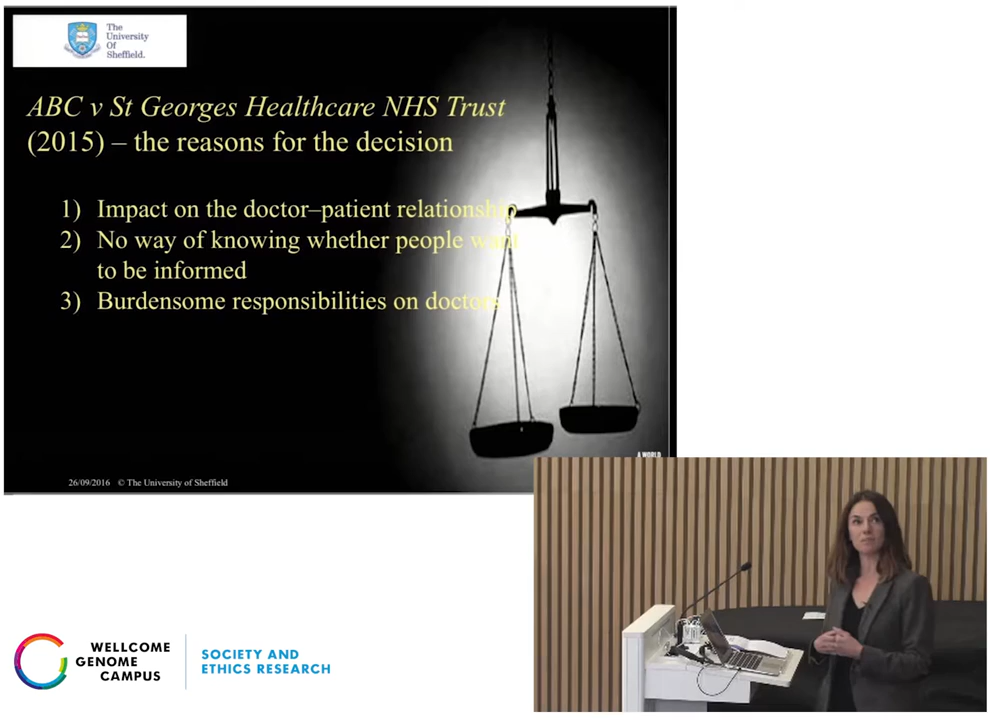 The
University
Of
Sheffield.
ABC v St Georges Healthcare NHS Trust
(2015) – the reasons for the decision
1) Impact on the doctor–patient relationship
2) No way of knowing whether people want
to be informed
3) Burdensome responsibilities on doctors
A WORLD
26/09/2016 © The University of Sheffield
WELLCOME
GENOME
CAMPUS
SOCIETY AND
ETHICS RESEARCH